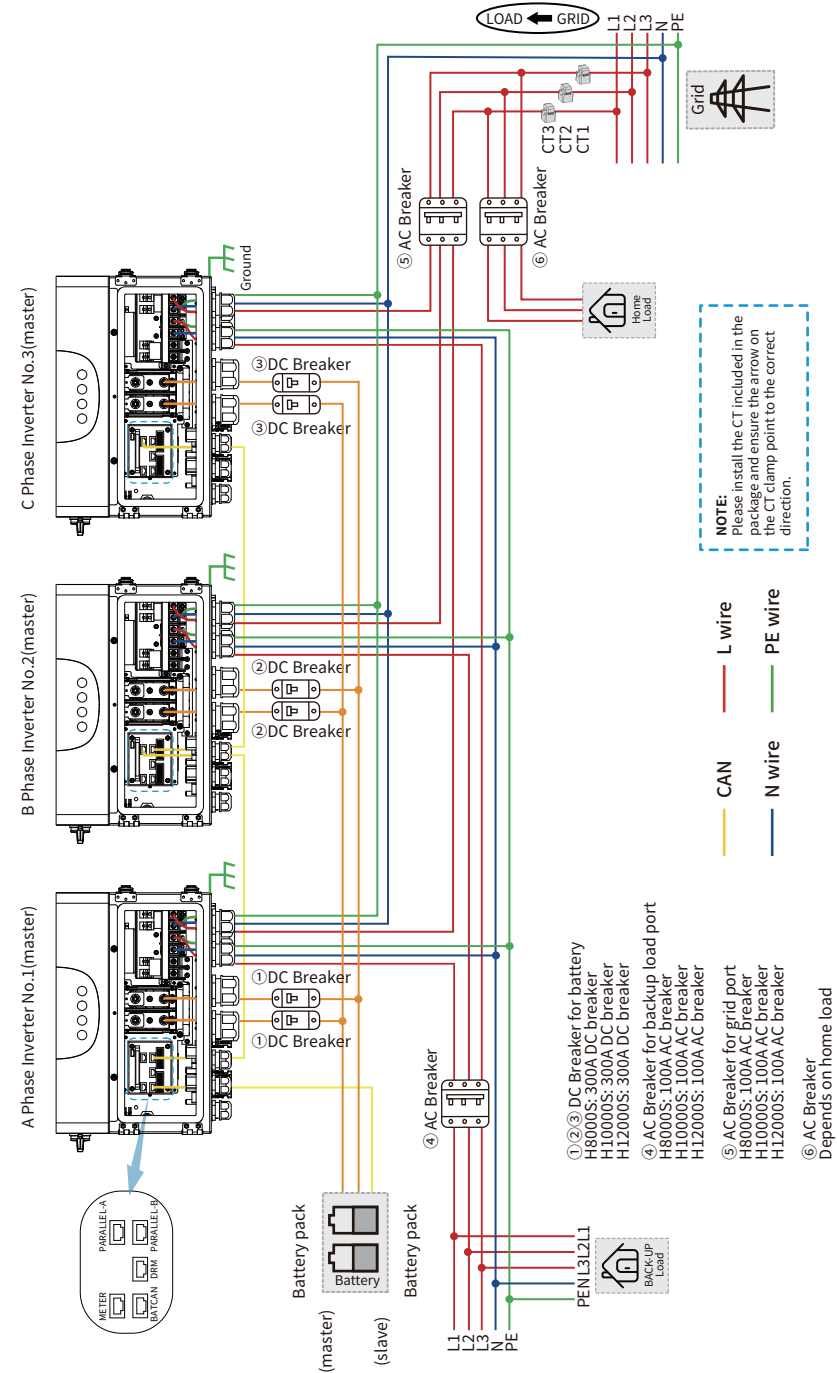 A Phase Inverter No.1(master)
B Phase Inverter No.2(master)
C Phase Inverter No.3(master)
LOAD GRID
L1
L2
L3
N
PE
Grid
CT3
CT2
CT1
Ground
METER
PARALLEL-A
BATCAN
DRM
PARALLEL-B
①DC Breaker
①DC Breaker
②DC Breaker
②DC Breaker
③DC Breaker
③DC Breaker
⑤ AC Breaker
⑥ AC Breaker
Home
Load
Battery pack
(master)
Battery
Battery pack
(slave)
④ AC Breaker
L1
L2
L3
N
PE
PE N L3 L2 L1
BACK-UP
Load
①②③ DC Breaker for battery
H8000S: 300A DC breaker
H10000S: 300A DC breaker
H12000S: 300A DC breaker
④ AC Breaker for backup load port
H8000S: 100A AC breaker
H10000S: 100A AC breaker
H12000S: 100A AC breaker
⑤ AC Breaker for grid port
H8000S: 100A AC breaker
H10000S: 100A AC breaker
H12000S: 100A AC breaker
⑥ AC Breaker
Depends on home load
CAN
L wire
N wire
PE wire
NOTE:
Please install the CT included in the
package and ensure the arrow on
the CT clamp point to the correct
direction.